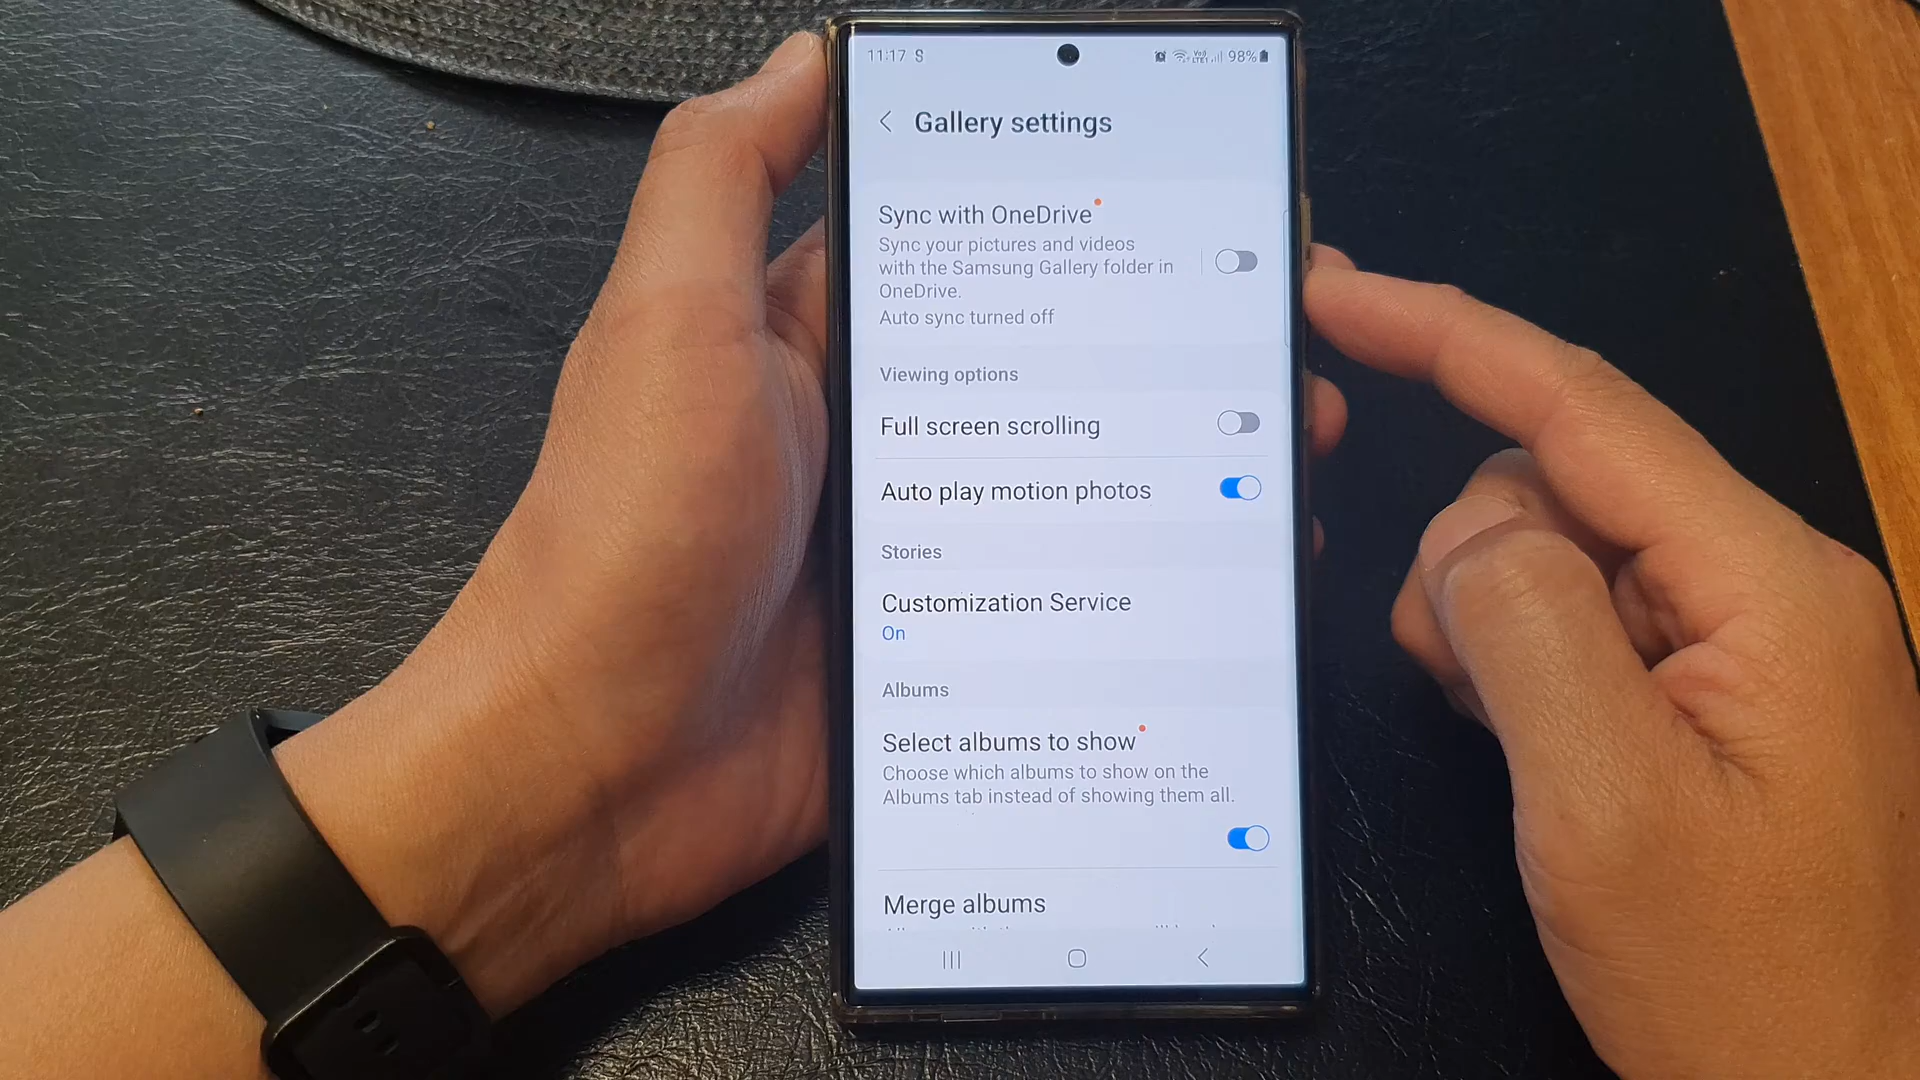 11:17 S 98%
Gallery settings
Sync with OneDrive
Sync your pictures and videos
with the Samsung Gallery folder in
OneDrive.
Auto sync turned off
Viewing options
Full screen scrolling
Auto play motion photos
Stories
Customization Service
On
Albums
Select albums to show
Choose which albums to show on the
Albums tab instead of showing them all.
Merge albums